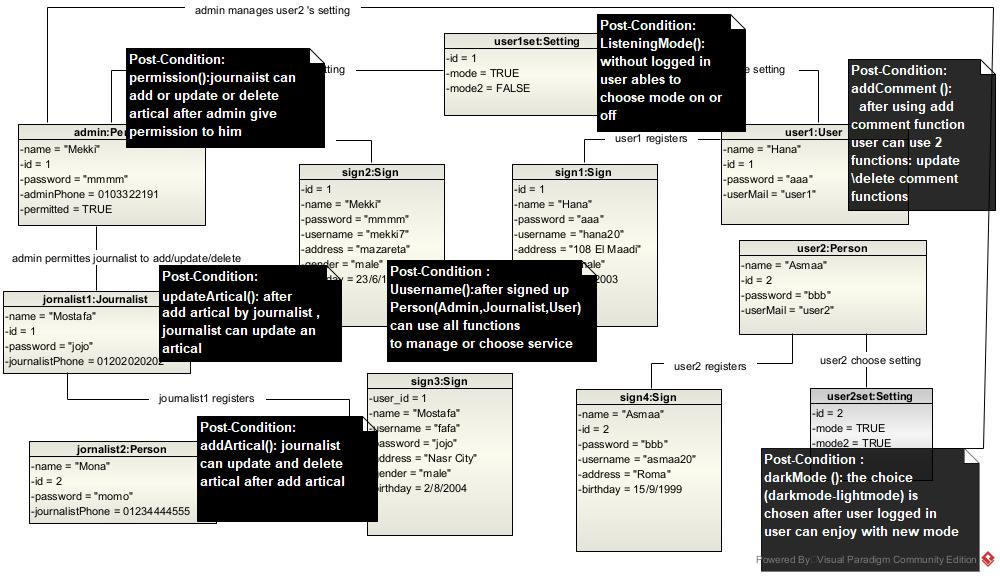 admin manages user2 's setting
user1set:Setting
-id = 1
-mode = TRUE
-mode2 = FALSE
Post-Condition:
permission():journalist can
add or update or delete
artical after admin give
permission to him
Post-Condition:
ListeningMode():
without logged in
user ables to
choose mode on or
off
setting
Post-Condition:
addComment ():
after using add
comment function
user can use 2
functions: update
\delete comment
functions
-name = "Mekki"
-id = 1
-password = "mmmm"
-adminPhone = 0103322191
-permitted = TRUE
user1 registers
user1:User
-name = "Hana"
-id = 1
-password = "aaa"
-userMail = "user1"
sign2:Sign
-id = 1
-name = "Mekki"
-password = "mmmm"
-username = "mekki7"
-address = "mazareta"
-gender = "male"
= 23/6/1
sign1:Sign
-id = 1
-name = "Hana"
-password = "aaa"
-username = "hana20"
-address = "108 El Maadi"
2003
user2:Person
-name = "Asmaa"
-id = 2
-password = "bbb"
-userMail = "user2"
admin permittes journalist to add/update/delete
Post-Condition:
updateArtical(): after
add artical by journalist ,
journalist can update an
artical
Post-Condition :
Uusername():after signed up
Person(Admin,Journalist,User)
can use all functions
to manage or choose service
jornalist1:Journalist
-name = "Mostafa"
-id = 1
-password = "jojo"
-journalistPhone = 01202020202
user2 registers
user2 choose setting
journalist1 registers
sign3:Sign
-user_id = 1
-name = "Mostafa"
-username = "fafa"
password = "jojo"
address = "Nasr City"
gender = "male"
birthday = 2/8/2004
sign4:Sign
-name = "Asmaa"
-id = 2
-password = "bbb"
-username = "asmaa20"
-address = "Roma"
-birthday = 15/9/1999
user2set:Setting
-id = 2
-mode = TRUE
-mode2 = TRUE
Post-Condition:
addArtical(): journalist
can update and delete
artical after add artical
jornalist2:Person
-name = "Mona"
-id = 2
-password = "momo"
-journalistPhone = 01234444555
Post-Condition :
darkMode (): the choice
(darkmode-lightmode) is
chosen after user logged in
user can enjoy with new mode
Powered By Visual Paradigm Community Edition